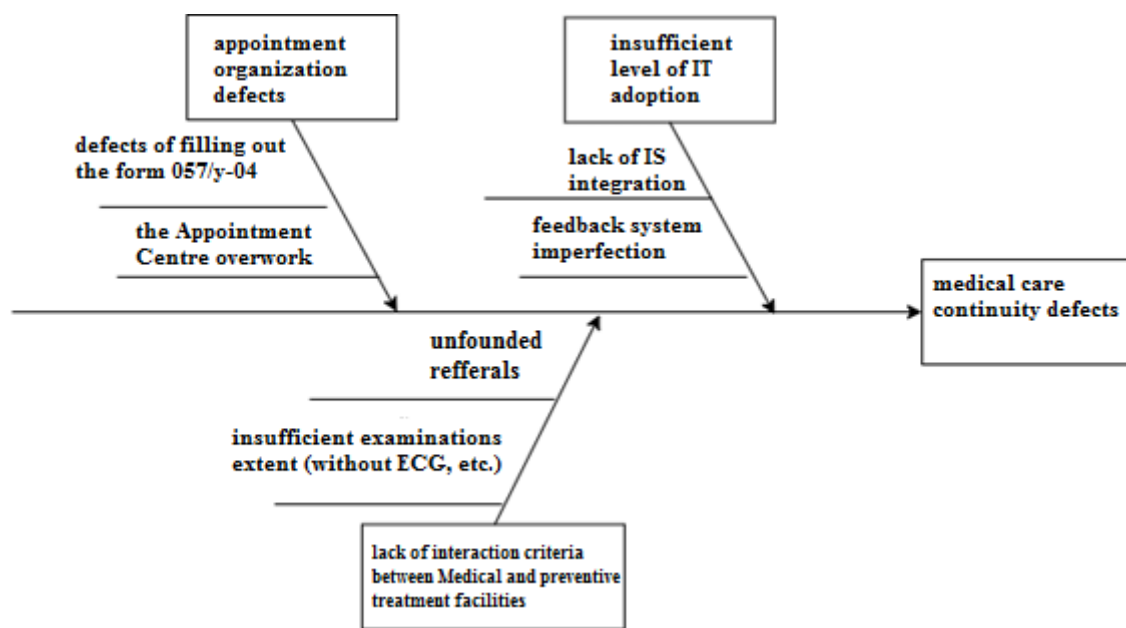 appointment
organization
defects
insufficient
level of IT
adoption
defects of filling out
the form 057/y-04
lack of IS
integration
the Appointment
Centre overwork
feedback system
imperfection
medical care
continuity defects
unfounded
refferals
insufficient examinations
extent (without ECG, etc.)
lack of interaction criteria
between Medical and preventive
treatment facilities